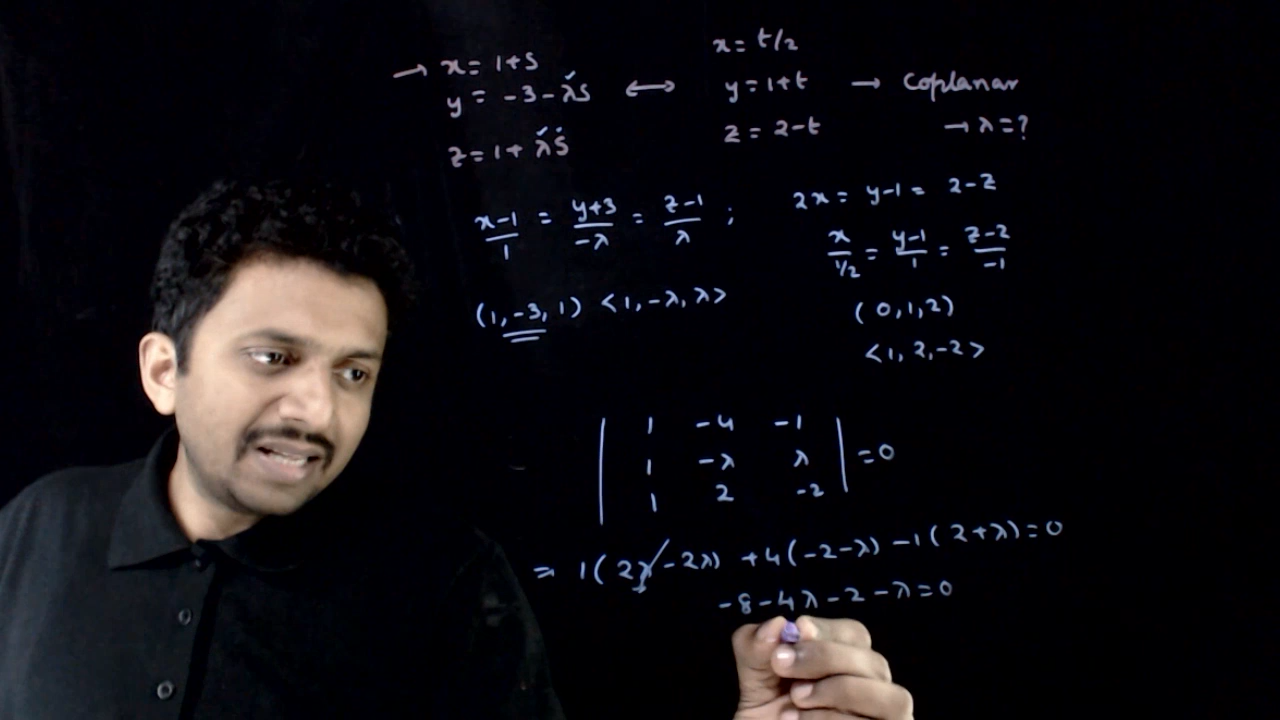 → x = 1+s
y = -3-λs ↔
z = 1+ λs
x = t/2
y = 1+t → Coplanar
z = 2-t → λ = ?
x-1/1 = y+3/-λ = z-1/λ ;
2x = y-1 = 2-z
x/1/2 = y-1/1 = z-2/-1
(1, -3, 1) <1, -λ, λ>
(0, 1, 2)
<1, 2, -2>
| 1 -4 -1 |
| 1 -λ λ | = 0
| 1 2 -2 |
= 1(2λ-2λ) +4(-2-λ) -1(2+λ) = 0
-8-4λ-2-λ=0